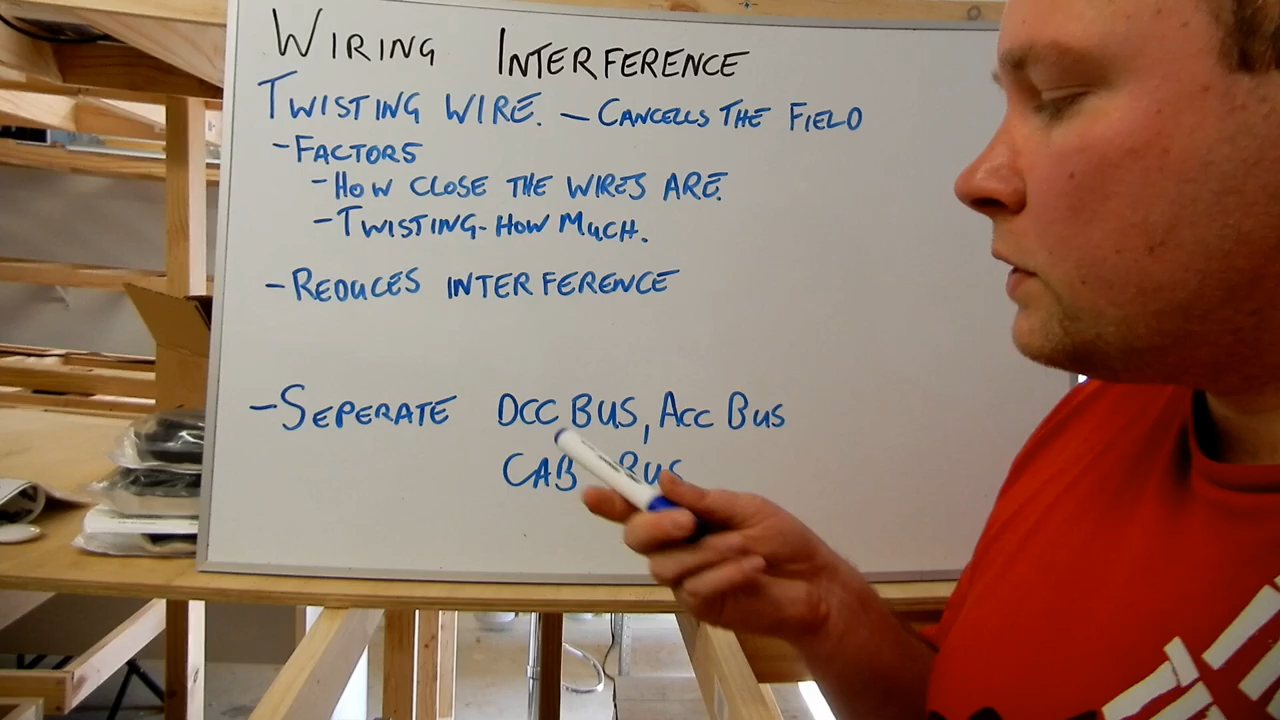 WIRING INTERFERENCE
TWISTING WIRE. - CANCELLS THE FIELD
- FACTORS
- HOW CLOSE THE WIRES ARE.
- TWISTING - HOW MUCH.
- REDUCES INTERFERENCE
- SEPERATE DCC BUS, ACC BUS
CAB BUS